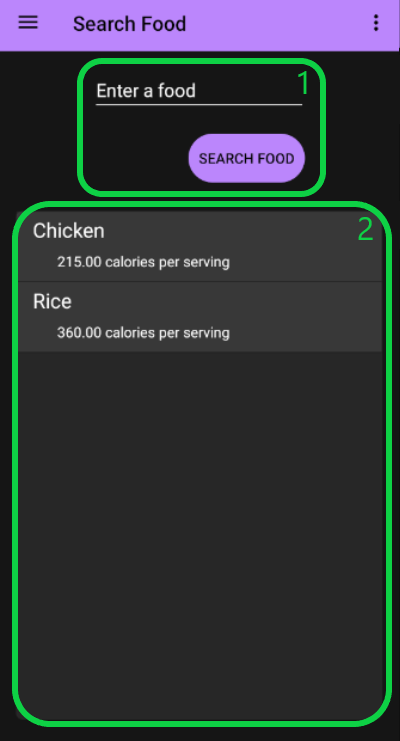 Search Food
Enter a food
1
SEARCH FOOD
2
Chicken
215.00 calories per serving
Rice
360.00 calories per serving